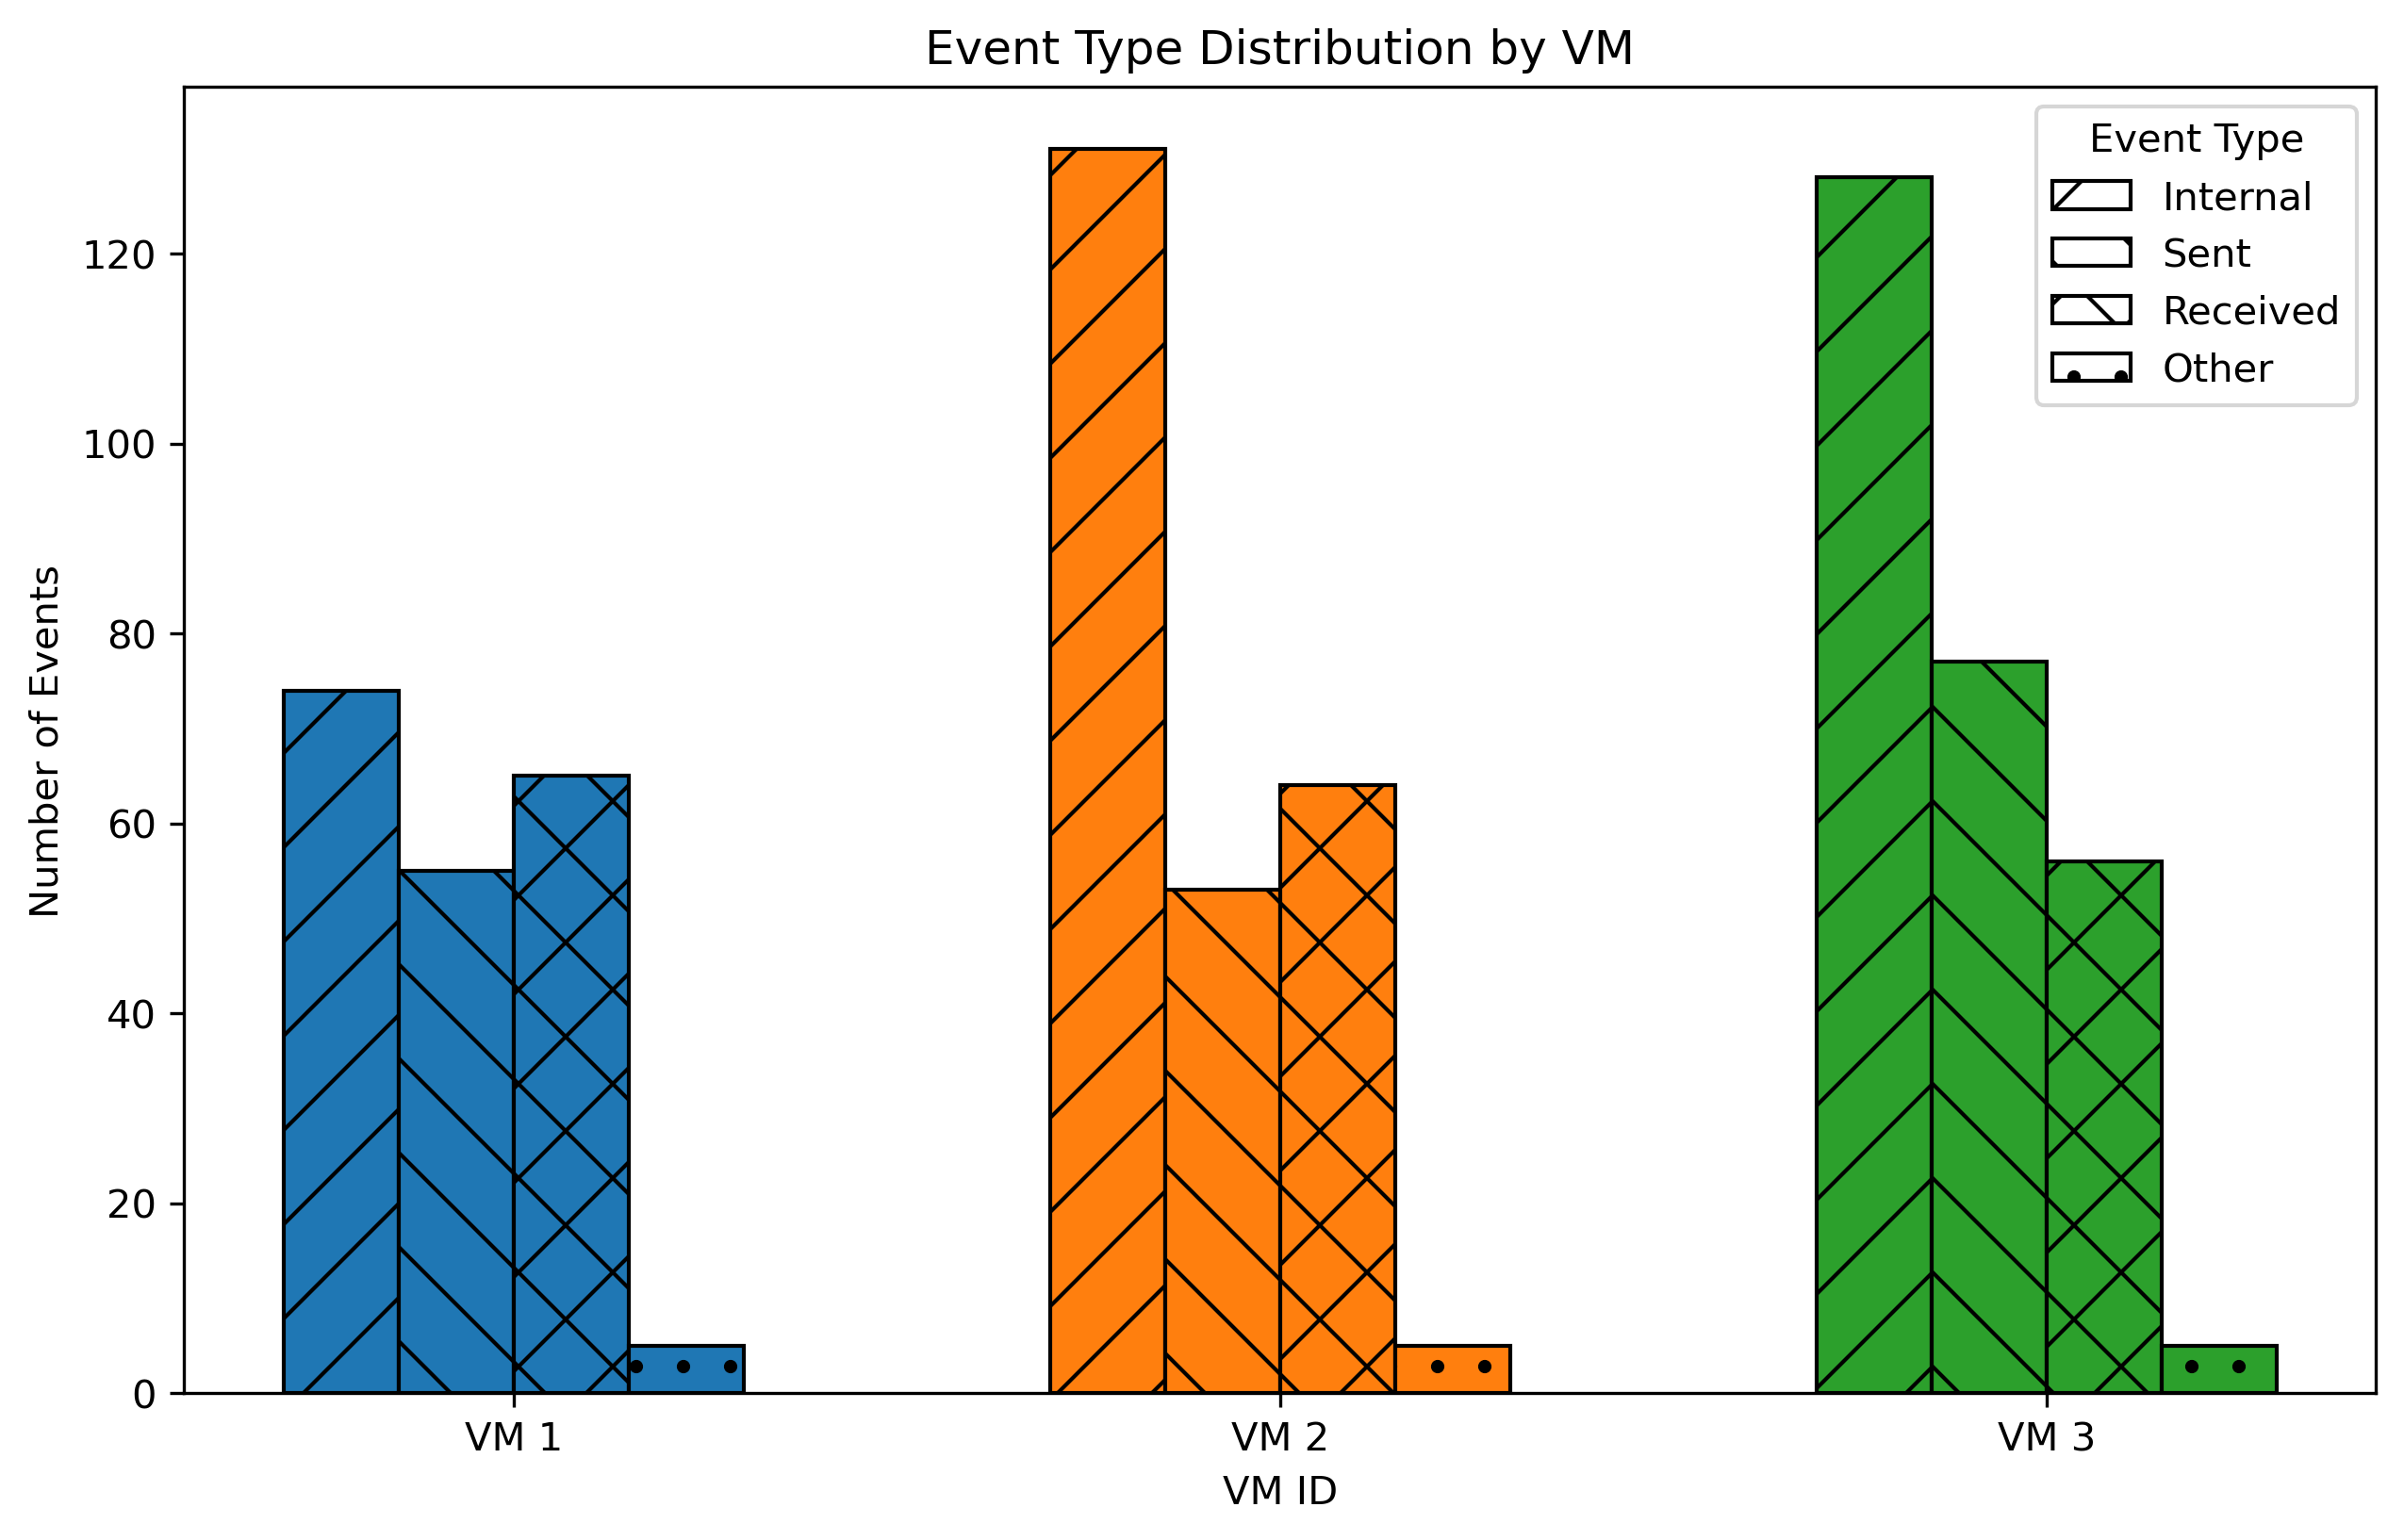 Event Type Distribution by VM
Number of Events
120
100
80
60
40
20
0
Event Type
Internal
Sent
Received
Other
VM 1
VM 2
VM 3
VM ID